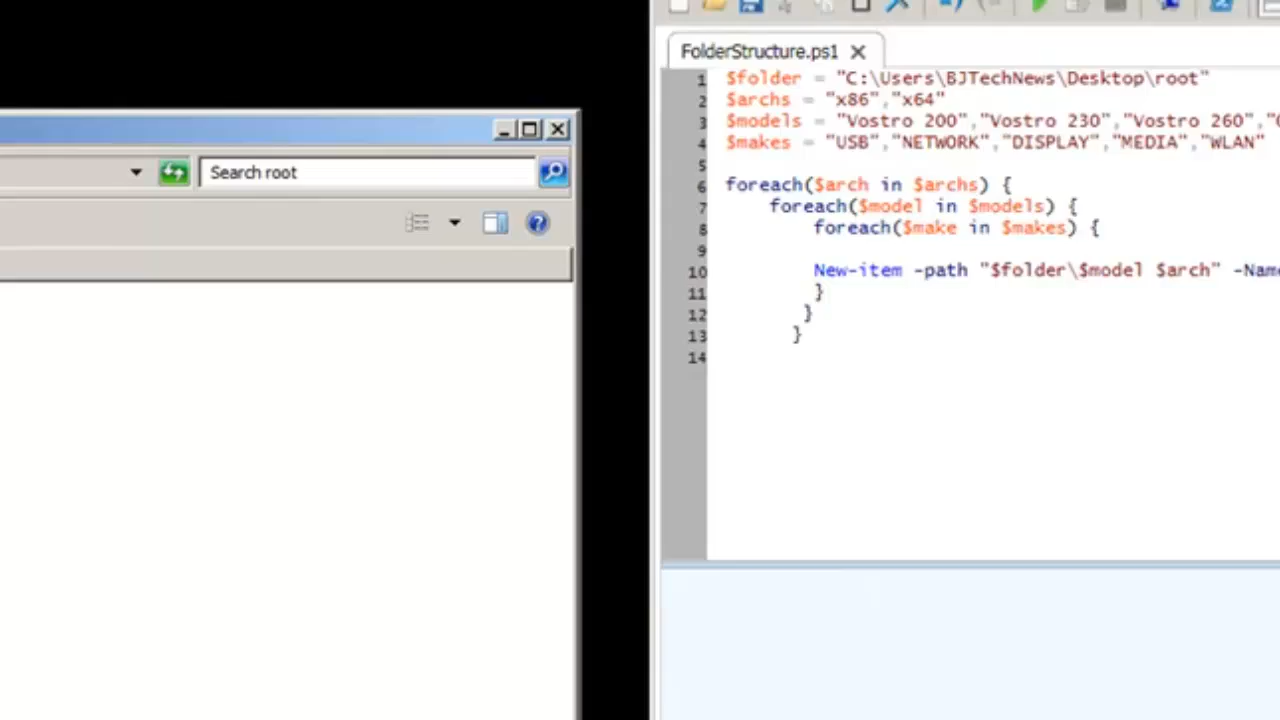 Search root
FolderStructure.ps1
1 $folder = "C:\Users\BJTechNews\Desktop\root"
2 $archs = "x86","x64"
3 $models = "Vostro 200","Vostro 230","Vostro 260","
4 $makes = "USB","NETWORK","DISPLAY","MEDIA","WLAN"
5
6 foreach($arch in $archs) {
7 foreach($model in $models) {
8 foreach($make in $makes) {
9
10 New-item -path "$folder\$model $arch" -Name
11 }
12 }
13 }
14